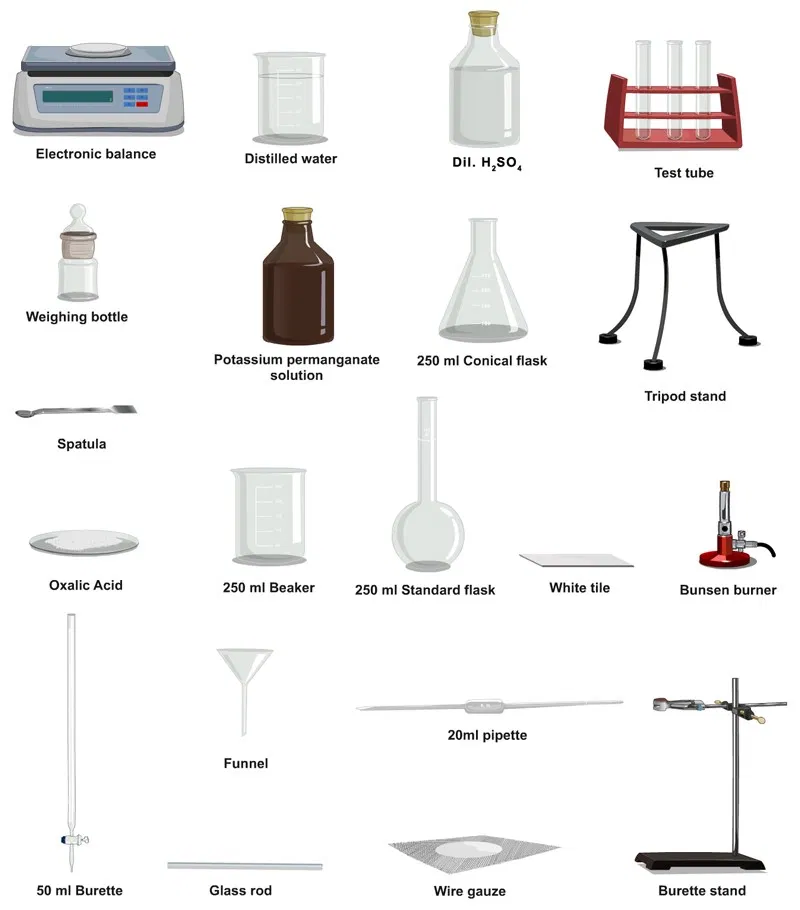 Electronic balance
Distilled water
Dil. H₂SO₄
Test tube
Weighing bottle
Potassium permanganate
solution
250 ml Conical flask
Tripod stand
Spatula
Oxalic Acid
250 ml Beaker
250 ml Standard flask
White tile
Bunsen burner
Funnel
20ml pipette
50 ml Burette
Glass rod
Wire gauze
Burette stand